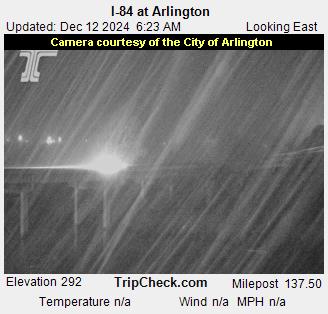 I-84 at Arlington
Updated: Dec 12 2024 6:23 AM Looking East
Camera courtesy of the City of Arlington
Elevation 292 TripCheck.com Milepost 137.50
Temperature n/a Wind n/a MPH n/a